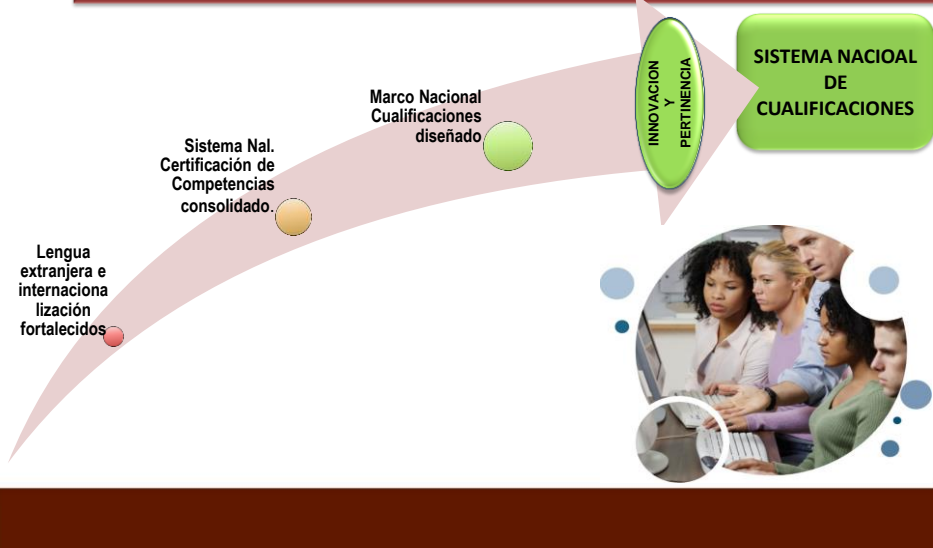 Lengua
extranjera e
internaciona
lización
fortalecidos
Sistema Nal.
Certificación de
Competencias
consolidado.
Marco Nacional
Cualificaciones
diseñado
INNOVACION
Y
PERTINENCIA
SISTEMA NACIOAL
DE
CUALIFICACIONES